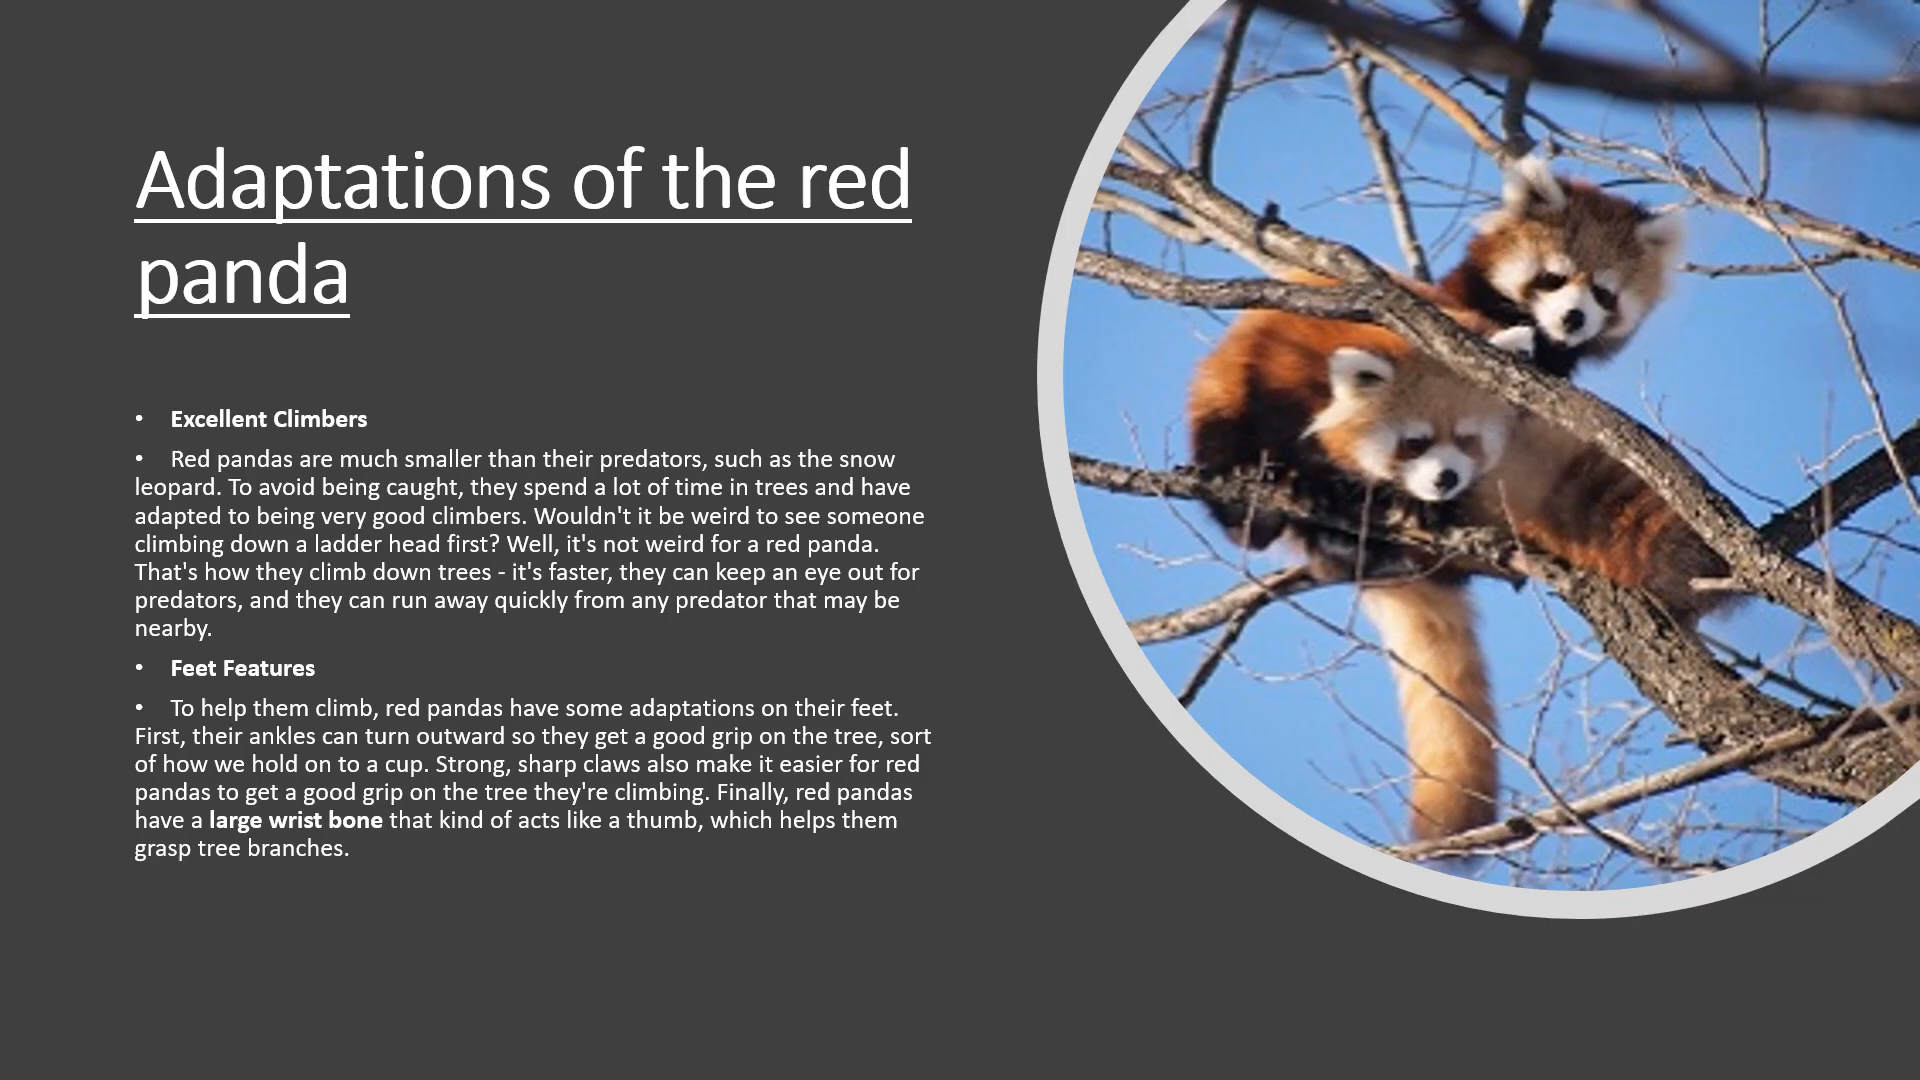 Adaptations of the red
panda
• Excellent Climbers
• Red pandas are much smaller than their predators, such as the snow
leopard. To avoid being caught, they spend a lot of time in trees and have
adapted to being very good climbers. Wouldn't it be weird to see someone
climbing down a ladder head first? Well, it's not weird for a red panda.
That's how they climb down trees - it's faster, they can keep an eye out for
predators, and they can run away quickly from any predator that may be
nearby.
• Feet Features
• To help them climb, red pandas have some adaptations on their feet.
First, their ankles can turn outward so they get a good grip on the tree, sort
of how we hold on to a cup. Strong, sharp claws also make it easier for red
pandas to get a good grip on the tree they're climbing. Finally, red pandas
have a large wrist bone that kind of acts like a thumb, which helps them
grasp tree branches.